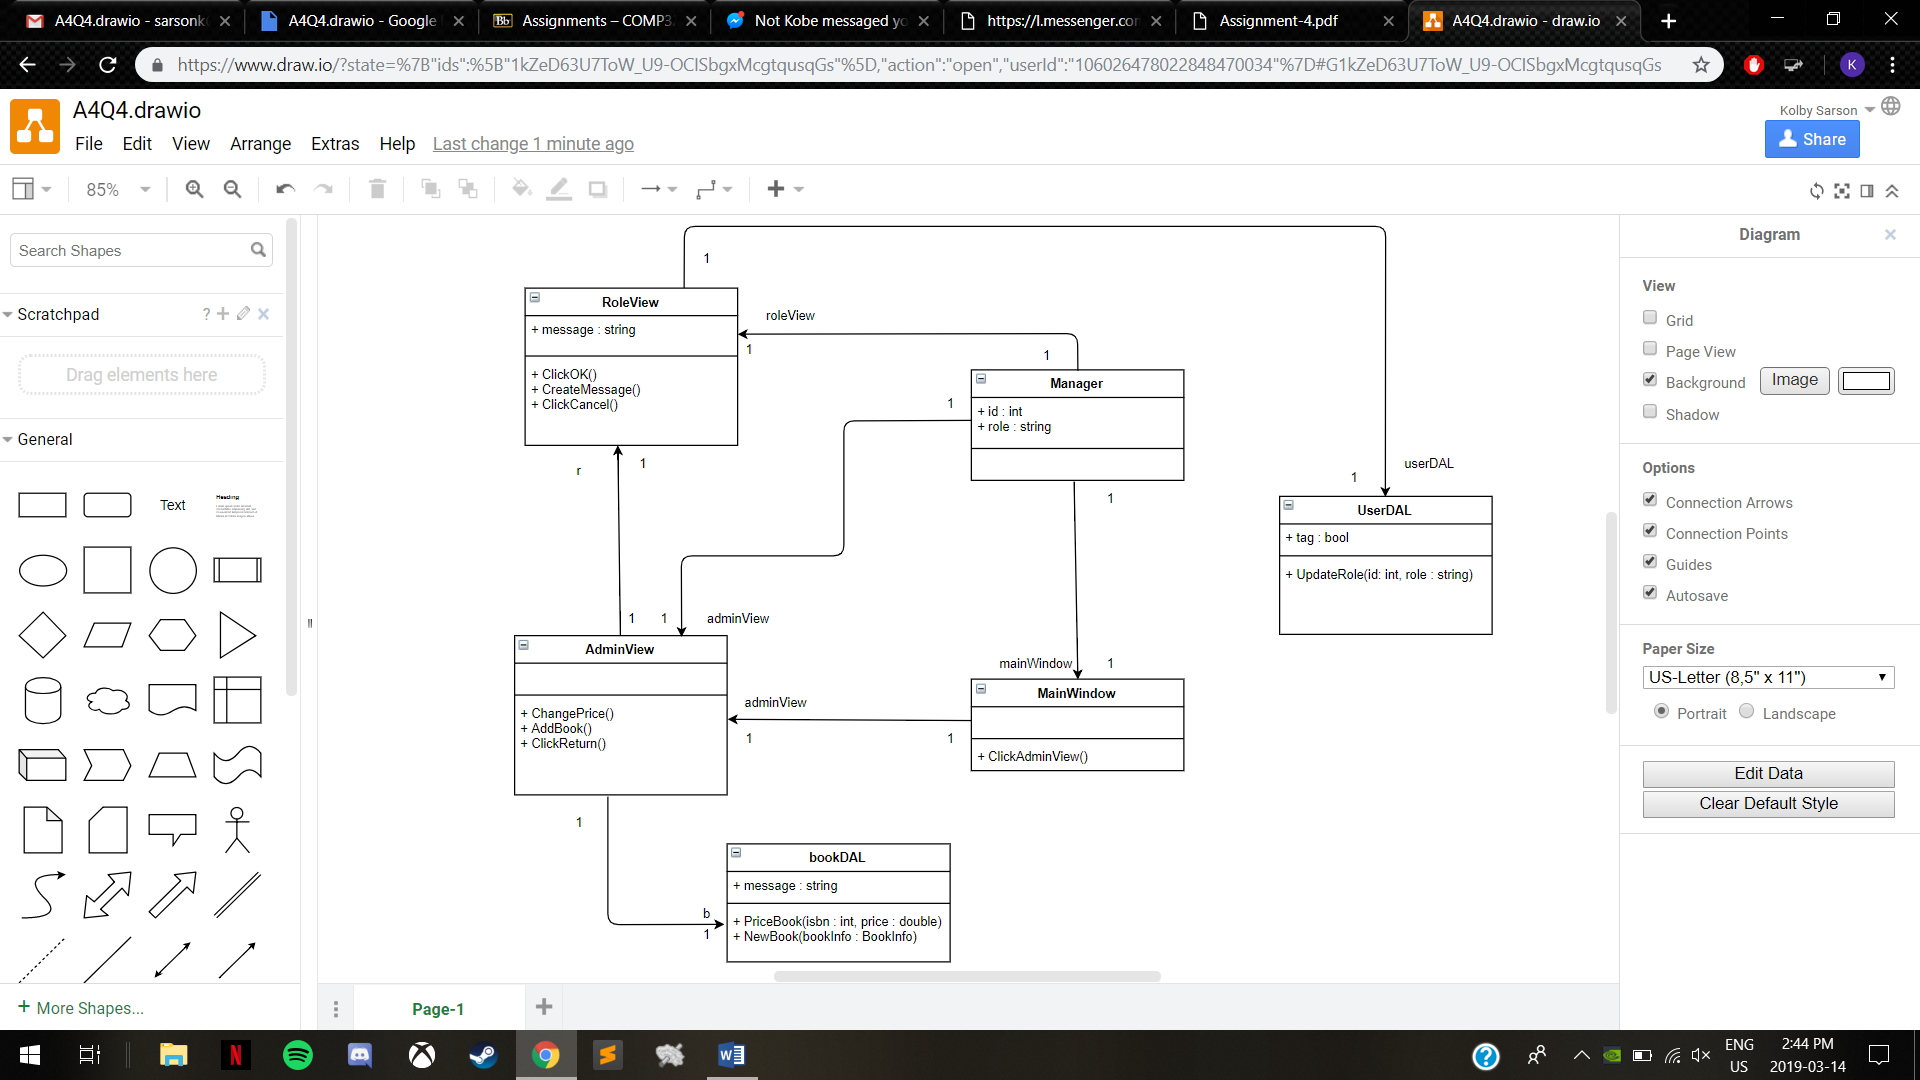 A4Q4.drawio - sarsonk
A4Q4.drawio - Google
Assignments – COMP3
Not Kobe messaged yo
https://l.messenger.con
Assignment-4.pdf
A4Q4.drawio - draw.io
https://www.draw.io/?state=%7B"ids":%5B"1kZeD63U7ToW_U9-OCISbgxMcgtqusqGs"%5D,"action":"open","userId":"106026478022848470034"%7D#G1kZeD63U7ToW_U9-OCISbgxMcgtqusqGs
K
A4Q4.drawio
Kolby Sarson
File Edit View Arrange Extras Help Last change 1 minute ago
Share
85%
Search Shapes
Scratchpad
?
Drag elements here
General
Text
Heading
More Shapes...
1
RoleView
+ message : string
+ ClickOK()
+ CreateMessage()
+ ClickCancel()
roleView
1
1
Manager
+ id : int
+ role : string
1
r
1
1
1
userDAL
UserDAL
+ tag : bool
+ UpdateRole(id: int, role : string)
1
1
adminView
AdminView
+ ChangePrice()
+ AddBook()
+ ClickReturn()
mainWindow
1
MainWindow
+ ClickAdminView()
adminView
1
1
1
b
1
bookDAL
+ message : string
+ PriceBook(isbn : int, price : double)
+ NewBook(bookInfo : BookInfo)
Page-1
Diagram
View
Grid
Page View
Background
Image
Shadow
Options
Connection Arrows
Connection Points
Guides
Autosave
Paper Size
US-Letter (8,5" x 11")
Portrait
Landscape
Edit Data
Clear Default Style
ENG
US
2:44 PM
2019-03-14